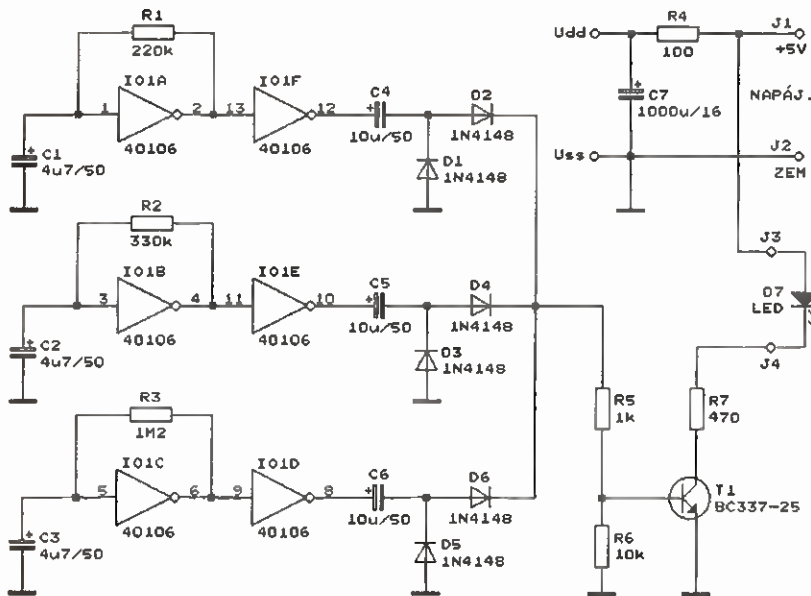 R1
220k
IO1A
1
2
40106
IO1F
13
12
40106
C4
+
10u/50
D2
1N4148
D1
1N4148
+
C1
4u7/50
R2
330k
IO1B
3
4
40106
IO1E
11
10
40106
C5
+
10u/50
D4
1N4148
D3
1N4148
+
C2
4u7/50
R3
1M2
IO1C
5
6
40106
IO1D
9
8
40106
C6
+
10u/50
D6
1N4148
D5
1N4148
+
C3
4u7/50
Udd
R4
100
J1
+5V
+
C7
1000u/16
NAPÁJ.
Uss
J2
ZEM
J3
D7
LED
J4
R5
1k
R7
470
T1
BC337-25
R6
10k